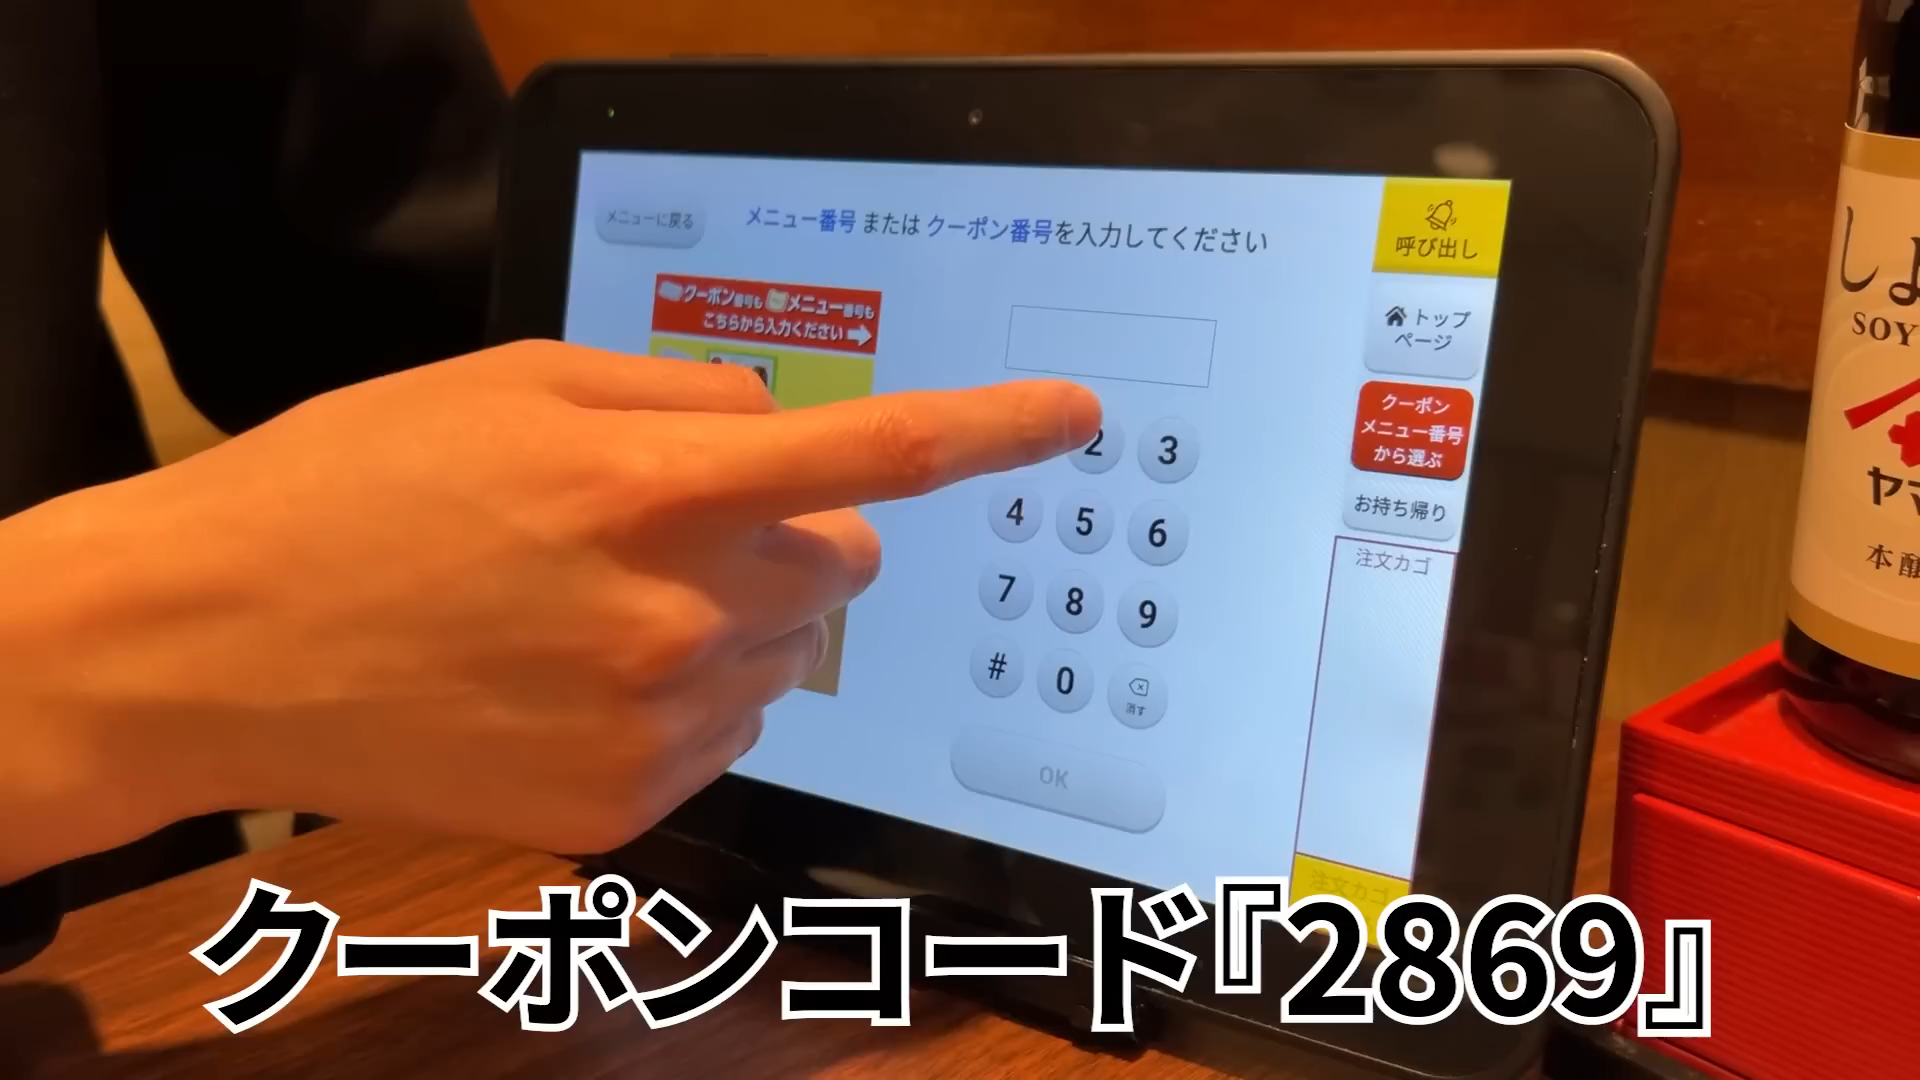 メニューに戻る
メニュー番号 または クーポン番号を入力してください
クーポン番号も メニュー番号も
こちらから入力ください
2 3
4 5 6
7 8 9
# 0
消す
OK
呼び出し
トップ
ページ
クーポン
メニュー番号
から選ぶ
お持ち帰り
注文カゴ
注文カゴ
SOY
本醸
クーポンコード『2869』